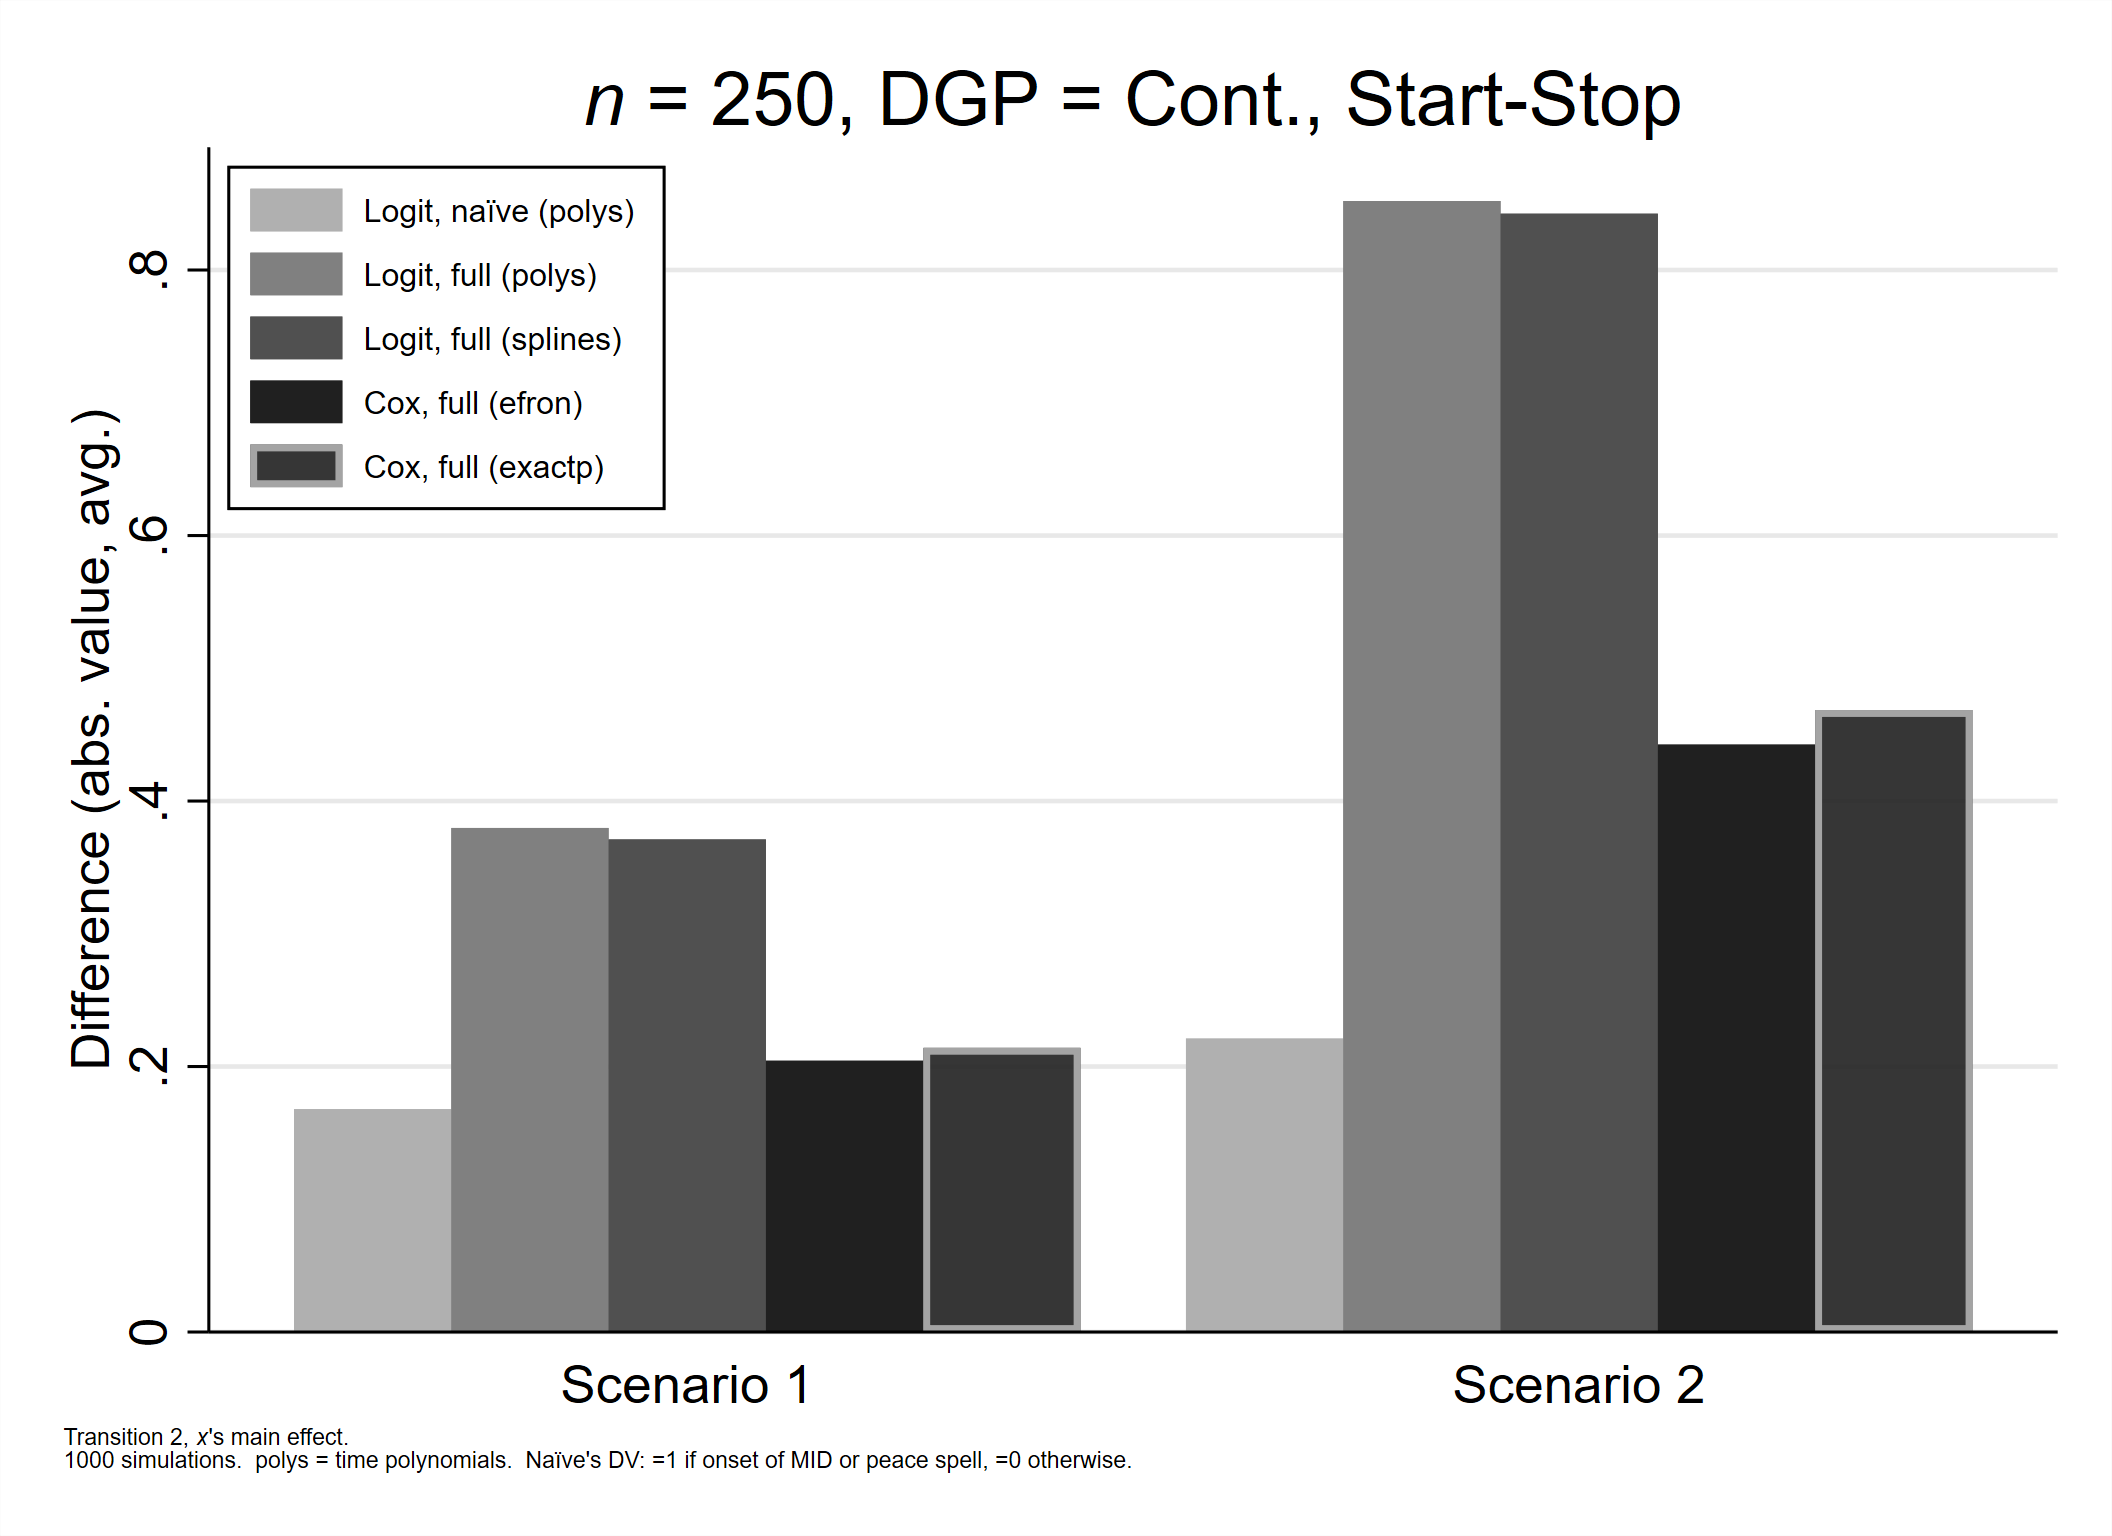 n = 250, DGP = Cont., Start-Stop
Logit, naïve (polys)
Logit, full (polys)
Logit, full (splines)
Cox, full (efron)
Cox, full (exactp)
Difference (abs. value, avg.)
.8
.6
.4
.2
0
Scenario 1
Scenario 2
Transition 2, x's main effect.
1000 simulations.  polys = time polynomials.  Naïve's DV: =1 if onset of MID or peace spell, =0 otherwise.